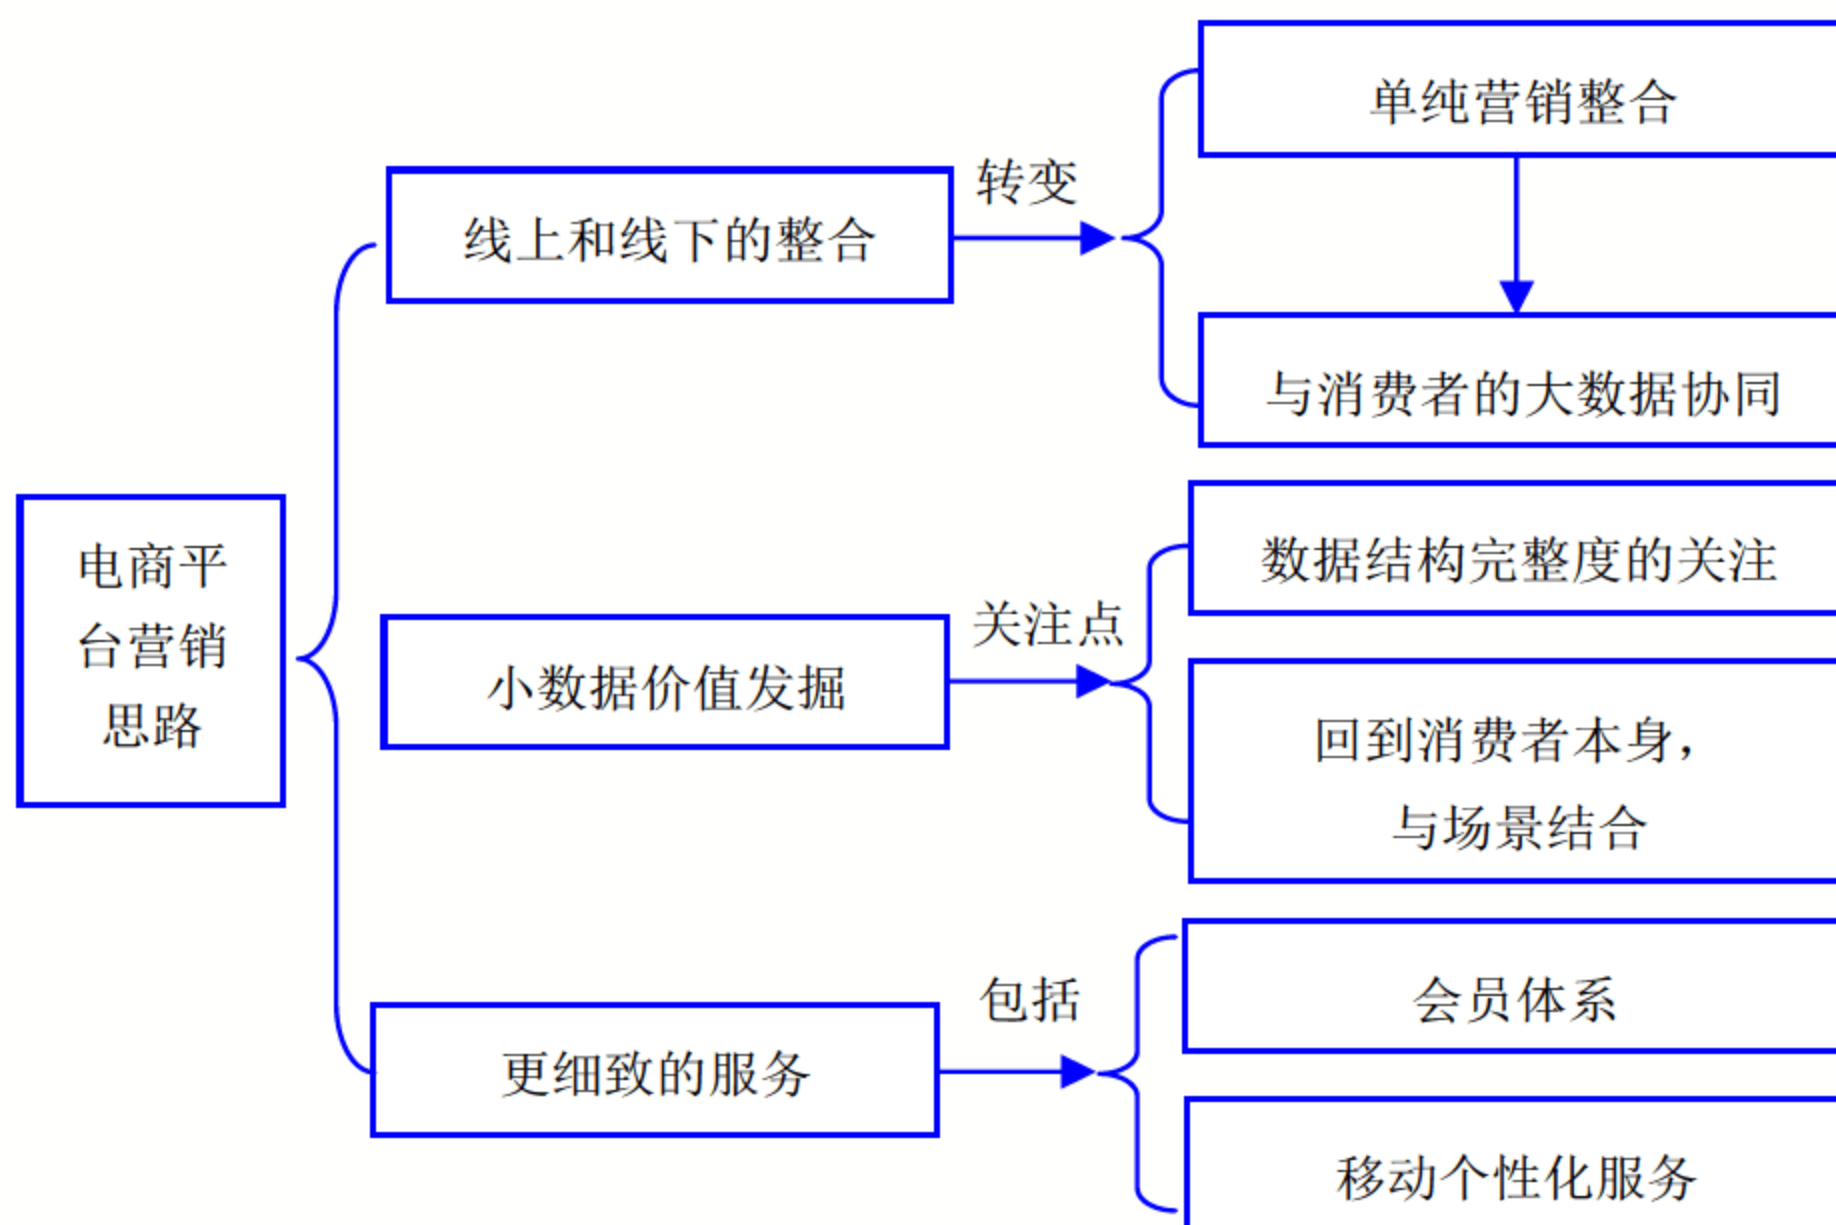 电商平
台营销
思路
线上和线下的整合
转变
单纯营销整合
与消费者的大数据协同
小数据价值发掘
关注点
数据结构完整度的关注
回到消费者本身，
与场景结合
更细致的服务
包括
会员体系
移动个性化服务